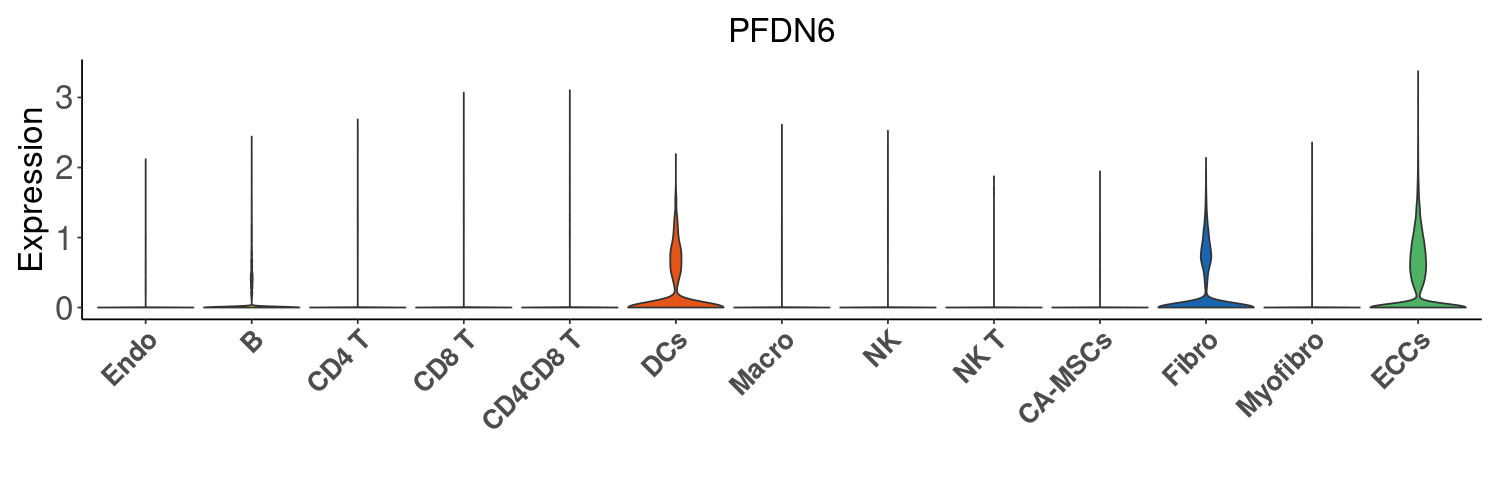 PFDN6
Expression
3
2
1
0
Endo
B
CD4 T
CD8 T
CD4CD8 T
DCs
Macro
NK
NK T
CA-MSCs
Fibro
Myofibro
ECCs